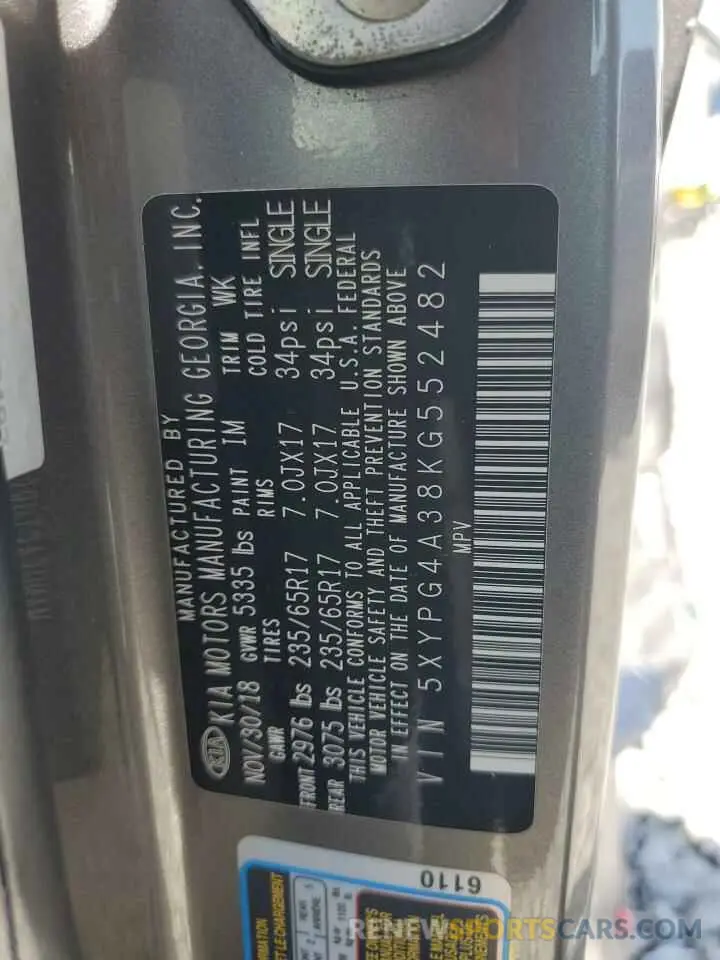 MANUFACTURED BY
KIA KIA MOTORS MANUFACTURING GEORGIA, INC.
NOV/30/18 GVWR 5335 lbs PAINT IM TRIM WK
GAWR TIRES RIMS COLD TIRE INFL
FRONT 2976 lbs 235/65R17 7.0JX17 34psi SINGLE
REAR 3075 lbs 235/65R17 7.0JX17 34psi SINGLE
THIS VEHICLE CONFORMS TO ALL APPLICABLE U.S.A. FEDERAL
MOTOR VEHICLE SAFETY AND THEFT PREVENTION STANDARDS
IN EFFECT ON THE DATE OF MANUFACTURE SHOWN ABOVE
VIN 5XYPG4A38KG552482
MPV
6110
STSBESTCARS.COM